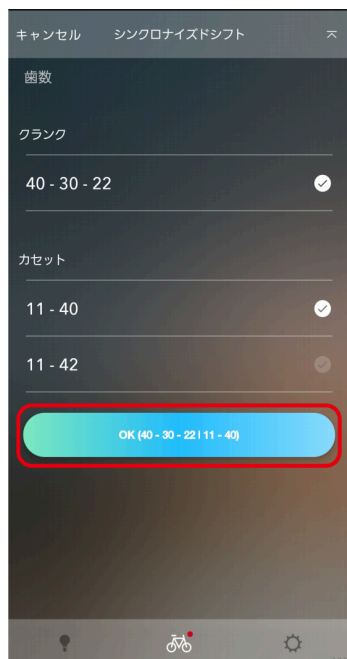 キャンセル シンクロナイズドシフト
歯数
クランク
40 - 30 - 22
カセット
11 - 40
11 - 42
OK (40 - 30 - 22 | 11 - 40)